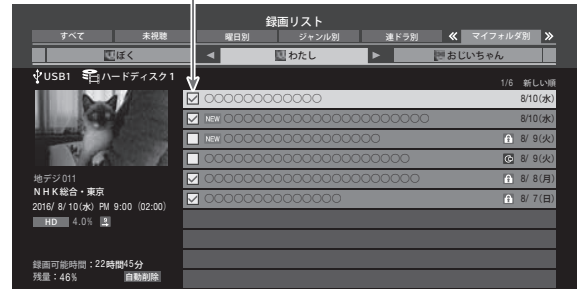 録画リスト
すべて 未視聴 曜日別 ジャンル別 連ドラ別 マイフォルダ別
ぼく わたし おじいちゃん
USB1 ハードディスク1
1/6 新しい順
○○○○○○○○○○○○ 8/10(水)
NEW ○○○○○○○○○○○○○○○○○○○○○ 8/10(水)
NEW ○○○○○○○○○○○○○○○○ 8/ 9(火)
○○○○○○○○○○○○○○○○○○○○○ 8/ 9(火)
○○○○○○○○○○○○○○○○○○○○○○ 8/ 8(月)
○○○○○○○○○○○○○○ 8/ 7(日)
地デジ011
NHK総合・東京
2016/ 8/10(水) PM 9:00 (02:00)
HD 4.0%
録画可能時間：22時間45分
残量：46% 自動削除